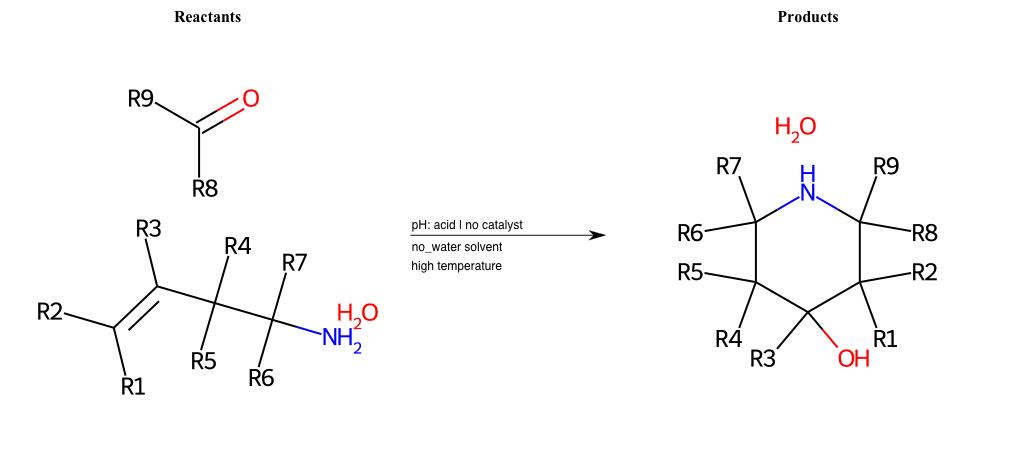 Reactants
Products
R9
O
R8
R3
R4
R7
R2
H2O
NH2
R5
R6
R1
pH: acid | no catalyst
no_water solvent
high temperature
H2O
R7
H
N
R9
R6
R8
R5
R2
R4
R1
R3
OH